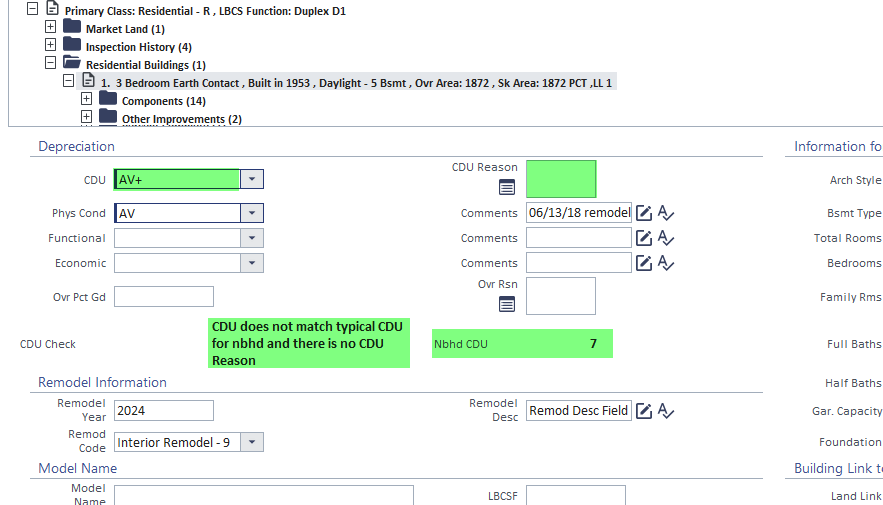 Primary Class: Residential - R , LBCS Function: Duplex D1
Market Land (1)
Inspection History (4)
Residential Buildings (1)
1. 3 Bedroom Earth Contact , Built in 1953 , Daylight - 5 Bsmt , Ovr Area: 1872 , Sk Area: 1872 PCT ,LL 1
Components (14)
Other Improvements (2)
Depreciation
Information fo
CDU AV+
CDU Reason
Arch Style
Phys Cond AV
Comments 06/13/18 remodel
Bsmt Type
Functional
Comments
Total Rooms
Economic
Comments
Bedrooms
Ovr Pct Gd
Ovr Rsn
Family Rms
CDU Check
CDU does not match typical CDU
for nbhd and there is no CDU
Reason
Nbhd CDU 7
Full Baths
Remodel Information
Half Baths
Remodel
Year
2024
Remodel
Desc
Remod Desc Field
Gar. Capacity
Remod
Code
Interior Remodel - 9
Foundation
Model Name
Building Link t
Model
Name
LBCSF
Land Link